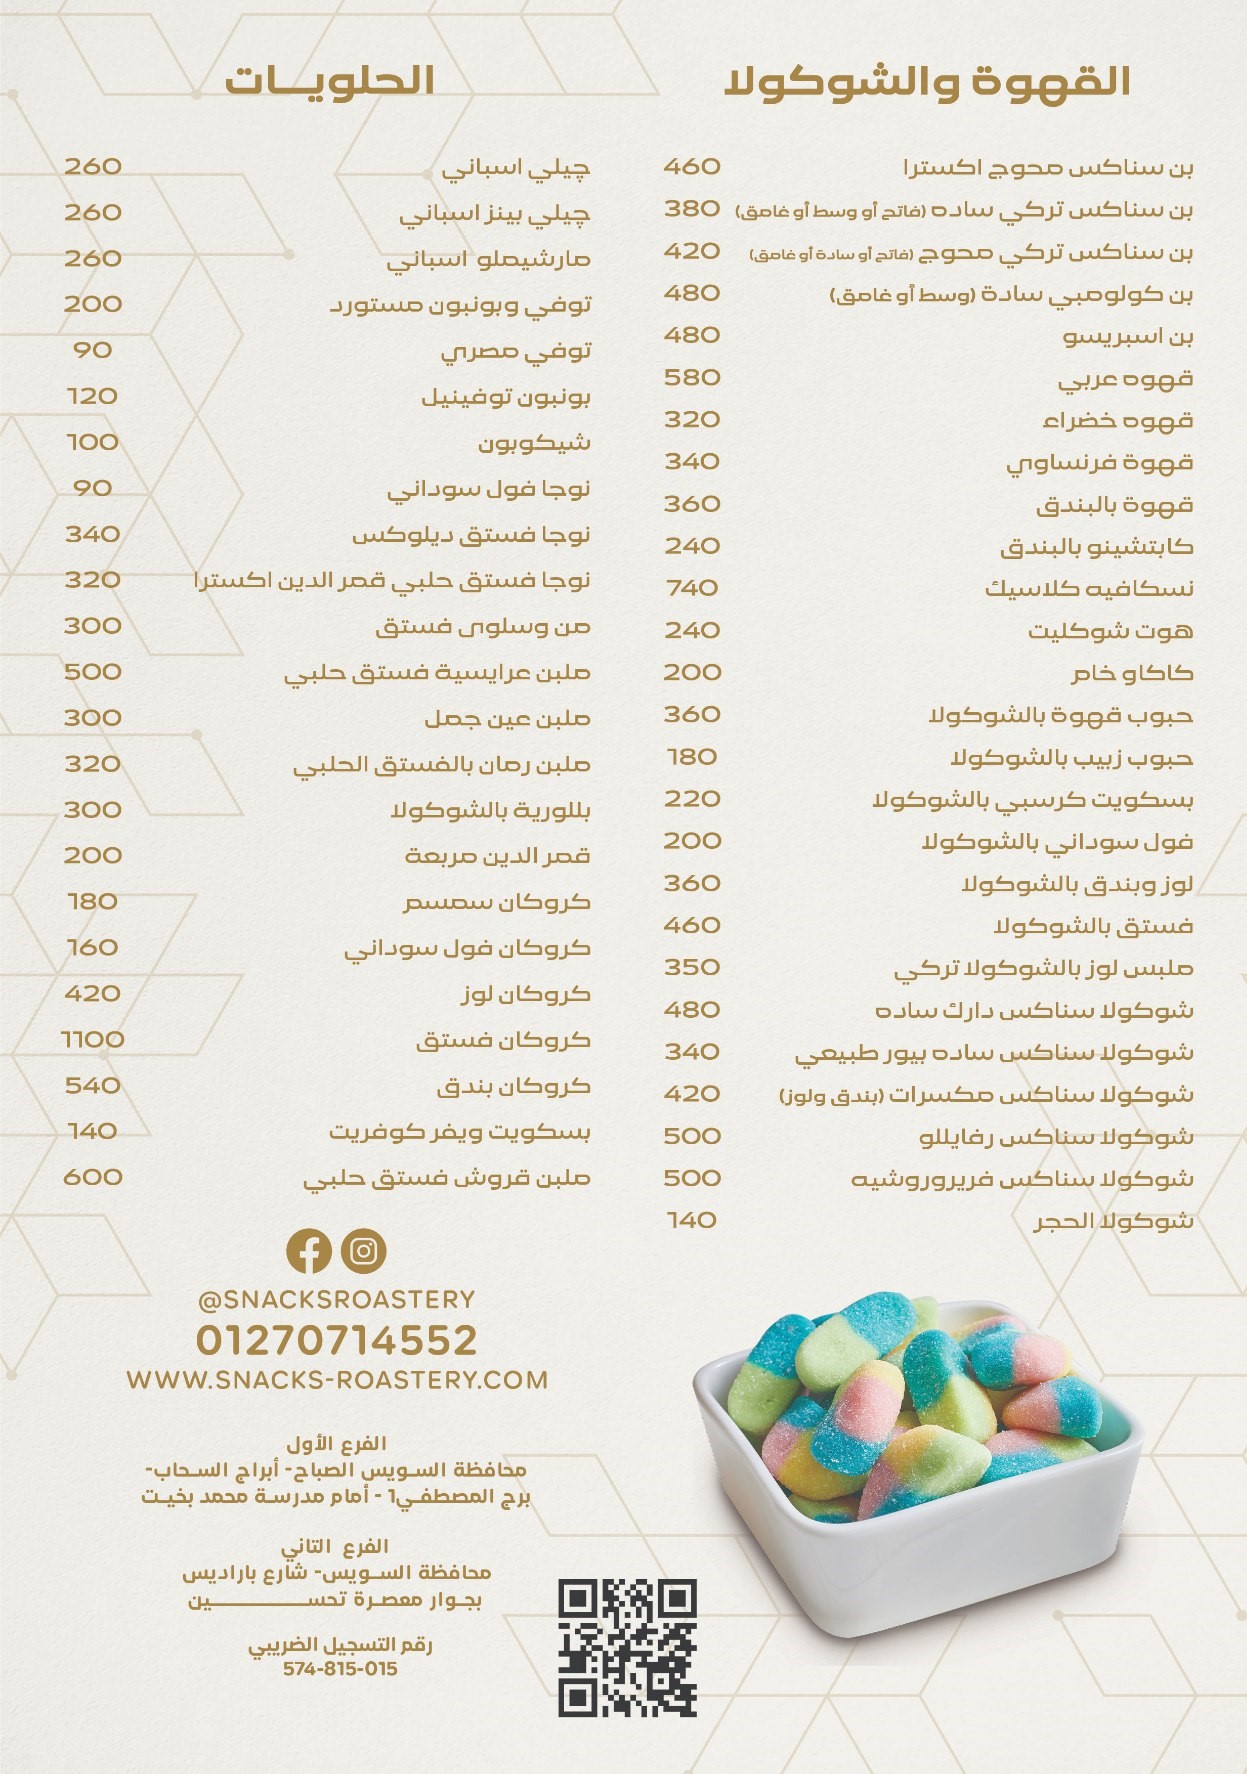 القهوة والشوكولا
بن سناكس محوج اكسترا 460
بن سناكس تركي ساده (فاتح أو وسط أو غامق) 380
بن سناكس تركي محوج (فاتح أو سادة أو غامق) 420
بن كولومبي سادة (وسط أو غامق) 480
بن اسبريسو 480
قهوه عربي 580
قهوه خضراء 320
قهوة فرنساوي 340
قهوة بالبندق 360
كابتشينو بالبندق 240
نسكافيه كلاسيك 740
هوت شوكليت 240
كاكاو خام 200
حبوب قهوة بالشوكولا 360
حبوب زبيب بالشوكولا 180
بسكويت كرسبي بالشوكولا 220
فول سوداني بالشوكولا 200
لوز وبندق بالشوكولا 360
فستق بالشوكولا 460
ملبس لوز بالشوكولا تركي 350
شوكولا سناكس دارك ساده 480
شوكولا سناكس ساده بيور طبيعي 340
شوكولا سناكس مكسرات (بندق ولوز) 420
شوكولا سناكس رفايللو 500
شوكولا سناكس فريروروشيه 500
شوكولا الحجر 140
الحلويــات
چيلي اسباني 260
چيلي بينز اسباني 260
مارشيملو اسباني 260
توفي وبونبون مستورد 200
توفي مصري 90
بونبون توفينيل 120
شيكوبون 100
نوجا فول سوداني 90
نوجا فستق ديلوكس 340
نوجا فستق حلبي قمر الدين اكسترا 320
من وسلوى فستق 300
ملبن عرايسية فستق حلبي 500
ملبن عين جمل 300
ملبن رمان بالفستق الحلبي 320
بللورية بالشوكولا 300
قمر الدين مربعة 200
كروكان سمسم 180
كروكان فول سوداني 160
كروكان لوز 420
كروكان فستق 1100
كروكان بندق 540
بسكويت ويفر كوفريت 140
ملبن قروش فستق حلبي 600
@SNACKSROASTERY
01270714552
WWW.SNACKS-ROASTERY.COM
الفرع الأول
محافظة السـويس الصباح- أبراج السـحاب-
برج المصطفـي1 - أمام مدرسـة محمد بخيـت
الفرع التاني
محافظة السـويس- شارع باراديس
بجـوار معصـرة تحســـــين
رقم التسجيل الضريبي
574-815-015